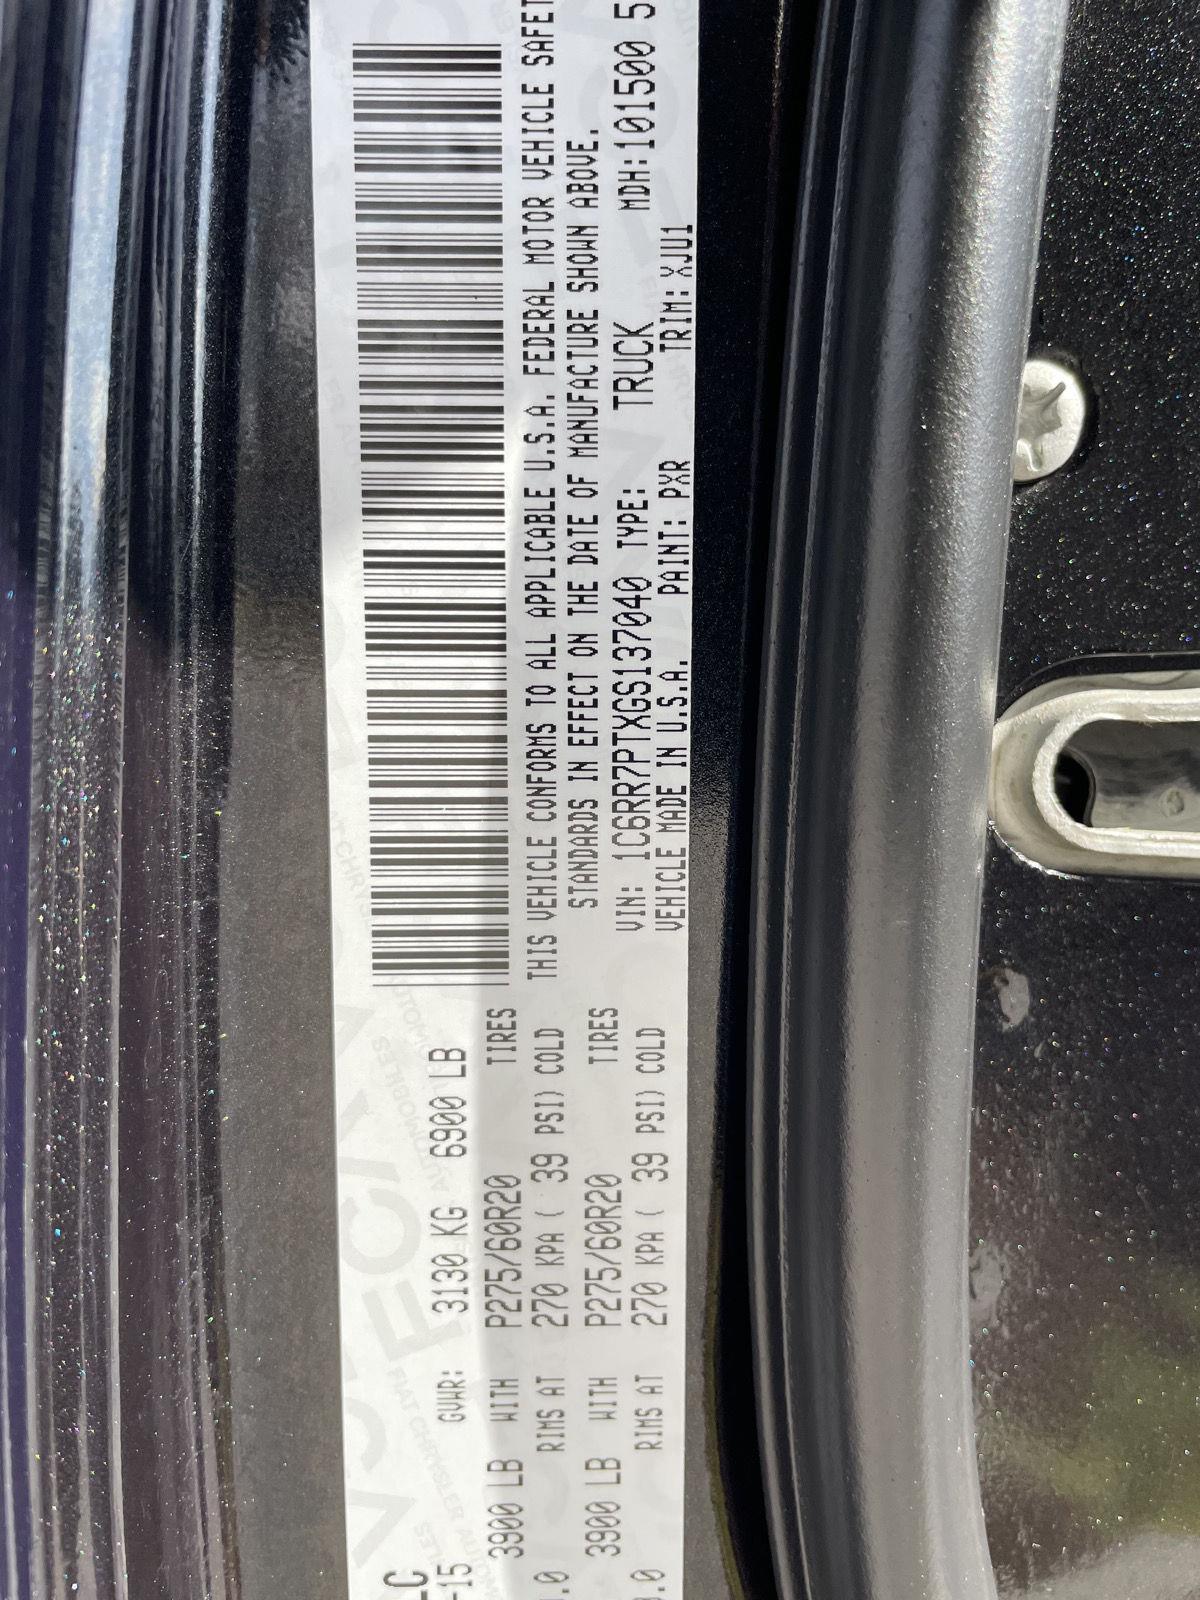 LC
-15 GVWR: 3130 KG 6900 LB
3900 LB WITH P275/60R20 TIRES
.0 RIMS AT 270 KPA ( 39 PSI) COLD
3900 LB WITH P275/60R20 TIRES
.0 RIMS AT 270 KPA ( 39 PSI) COLD
THIS VEHICLE CONFORMS TO ALL APPLICABLE U.S.A. FEDERAL MOTOR VEHICLE SAFET
STANDARDS IN EFFECT ON THE DATE OF MANUFACTURE SHOWN ABOVE.
VIN: 1C6RR7PTXGS137040 TYPE: TRUCK MDH:101500 5
VEHICLE MADE IN U.S.A. PAINT: PXR TRIM: XJU1